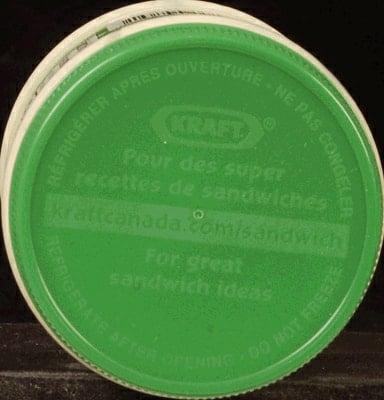 RÉFRIGÉRER APRÈS OUVERTURE · NE PAS CONGELER
KRAFT®
Pour des super
recettes de sandwiches
kraftcanada.com/sandwich
For great
sandwich ideas
REFRIGERATE AFTER OPENING · DO NOT FREEZE